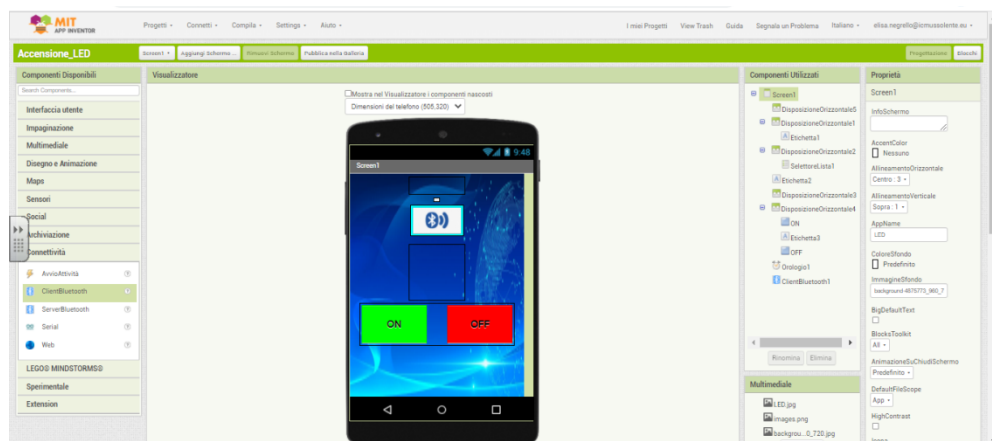 MIT
APP INVENTOR
Progetti
Connetti
Compila
Settings
Aiuto
I miei Progetti
View Trash
Guida
Segnala un Problema
Italiano
elisa.negrello@icmussolente.eu
Accensione_LED
Screen1
Aggiungi Schermo ...
Rimuovi Schermo
Pubblica nella Galleria
Progettazione
Blocchi
Componenti Disponibili
Search Components...
Interfaccia utente
Impaginazione
Multimediale
Disegno e Animazione
Maps
Sensori
Social
Archiviazione
Connettività
AvvioAttività
ClientBluetooth
ServerBluetooth
Serial
Web
LEGO® MINDSTORMS®
Sperimentale
Extension
Visualizzatore
Mostra nel Visualizzatore i componenti nascosti
Dimensioni del telefono (505,320)
9:48
Screen1
ON
OFF
Componenti Utilizzati
Screen1
DisposizioneOrizzontale5
DisposizioneOrizzontale1
Etichetta1
DisposizioneOrizzontale2
SelettoreLista1
Etichetta2
DisposizioneOrizzontale3
DisposizioneOrizzontale4
ON
Etichetta3
OFF
Orologio1
ClientBluetooth1
Rinomina
Elimina
Multimediale
LED.jpg
images.png
backgrou...0_720.jpg
Proprietà
Screen1
InfoSchermo
AccentColor
Nessuno
AllineamentoOrizzontale
Centro : 3
AllineamentoVerticale
Sopra : 1
AppName
LED
ColoreSfondo
Predefinito
ImmagineSfondo
background-4975773_960_7
BigDefaultText
BlocksToolkit
All
AnimazioneSuChiudiSchermo
Predefinito
DefaultFileScope
App
HighContrast